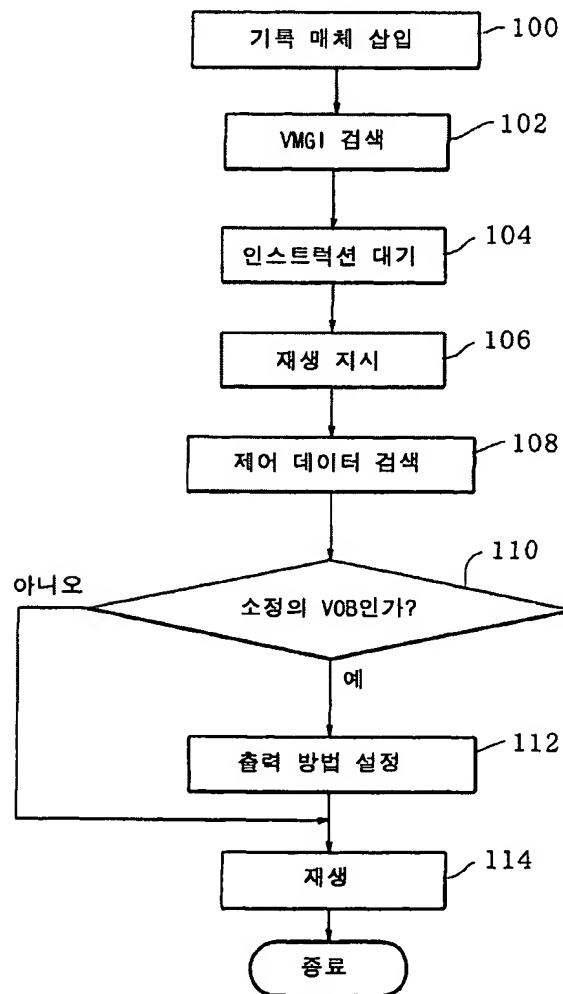 기록 매체 삽입
100
VMGI 검색
102
인스트럭션 대기
104
재생 지시
106
제어 데이터 검색
108
110
아니오
소정의 VOB인가?
예
출력 방법 설정
112
재생
114
종료